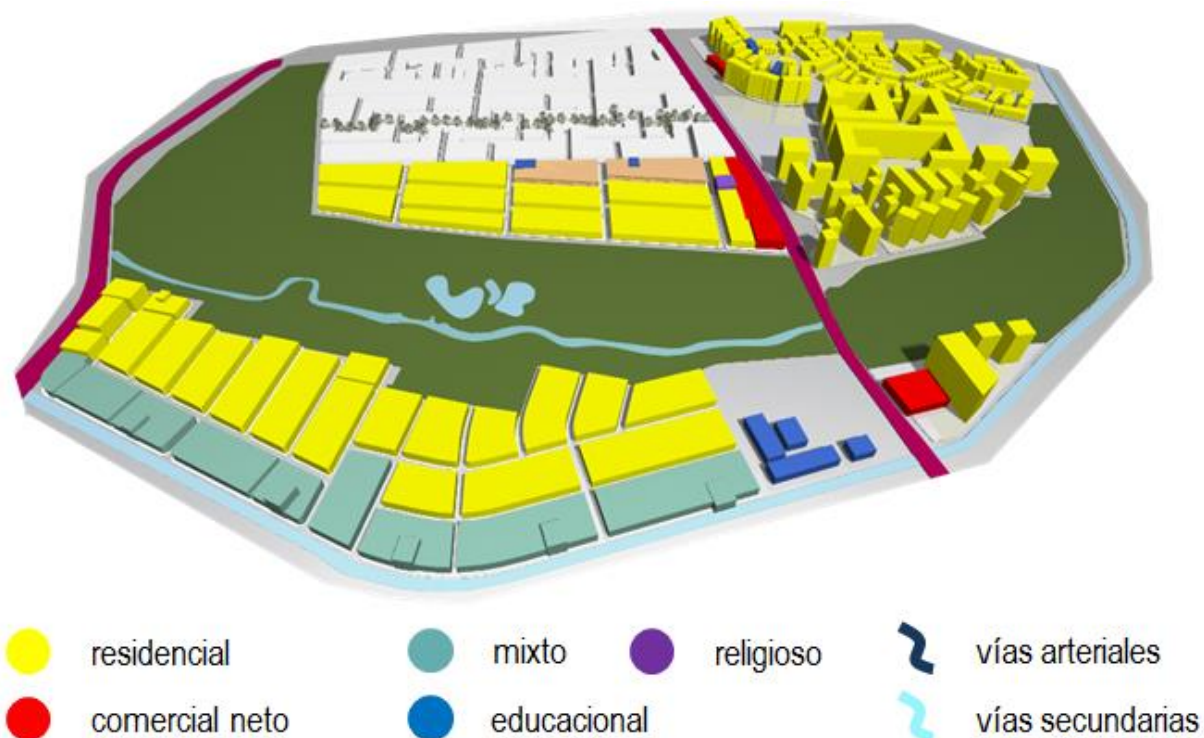 residencial
mixto
religioso
vías arteriales
comercial neto
educacional
vías secundarias